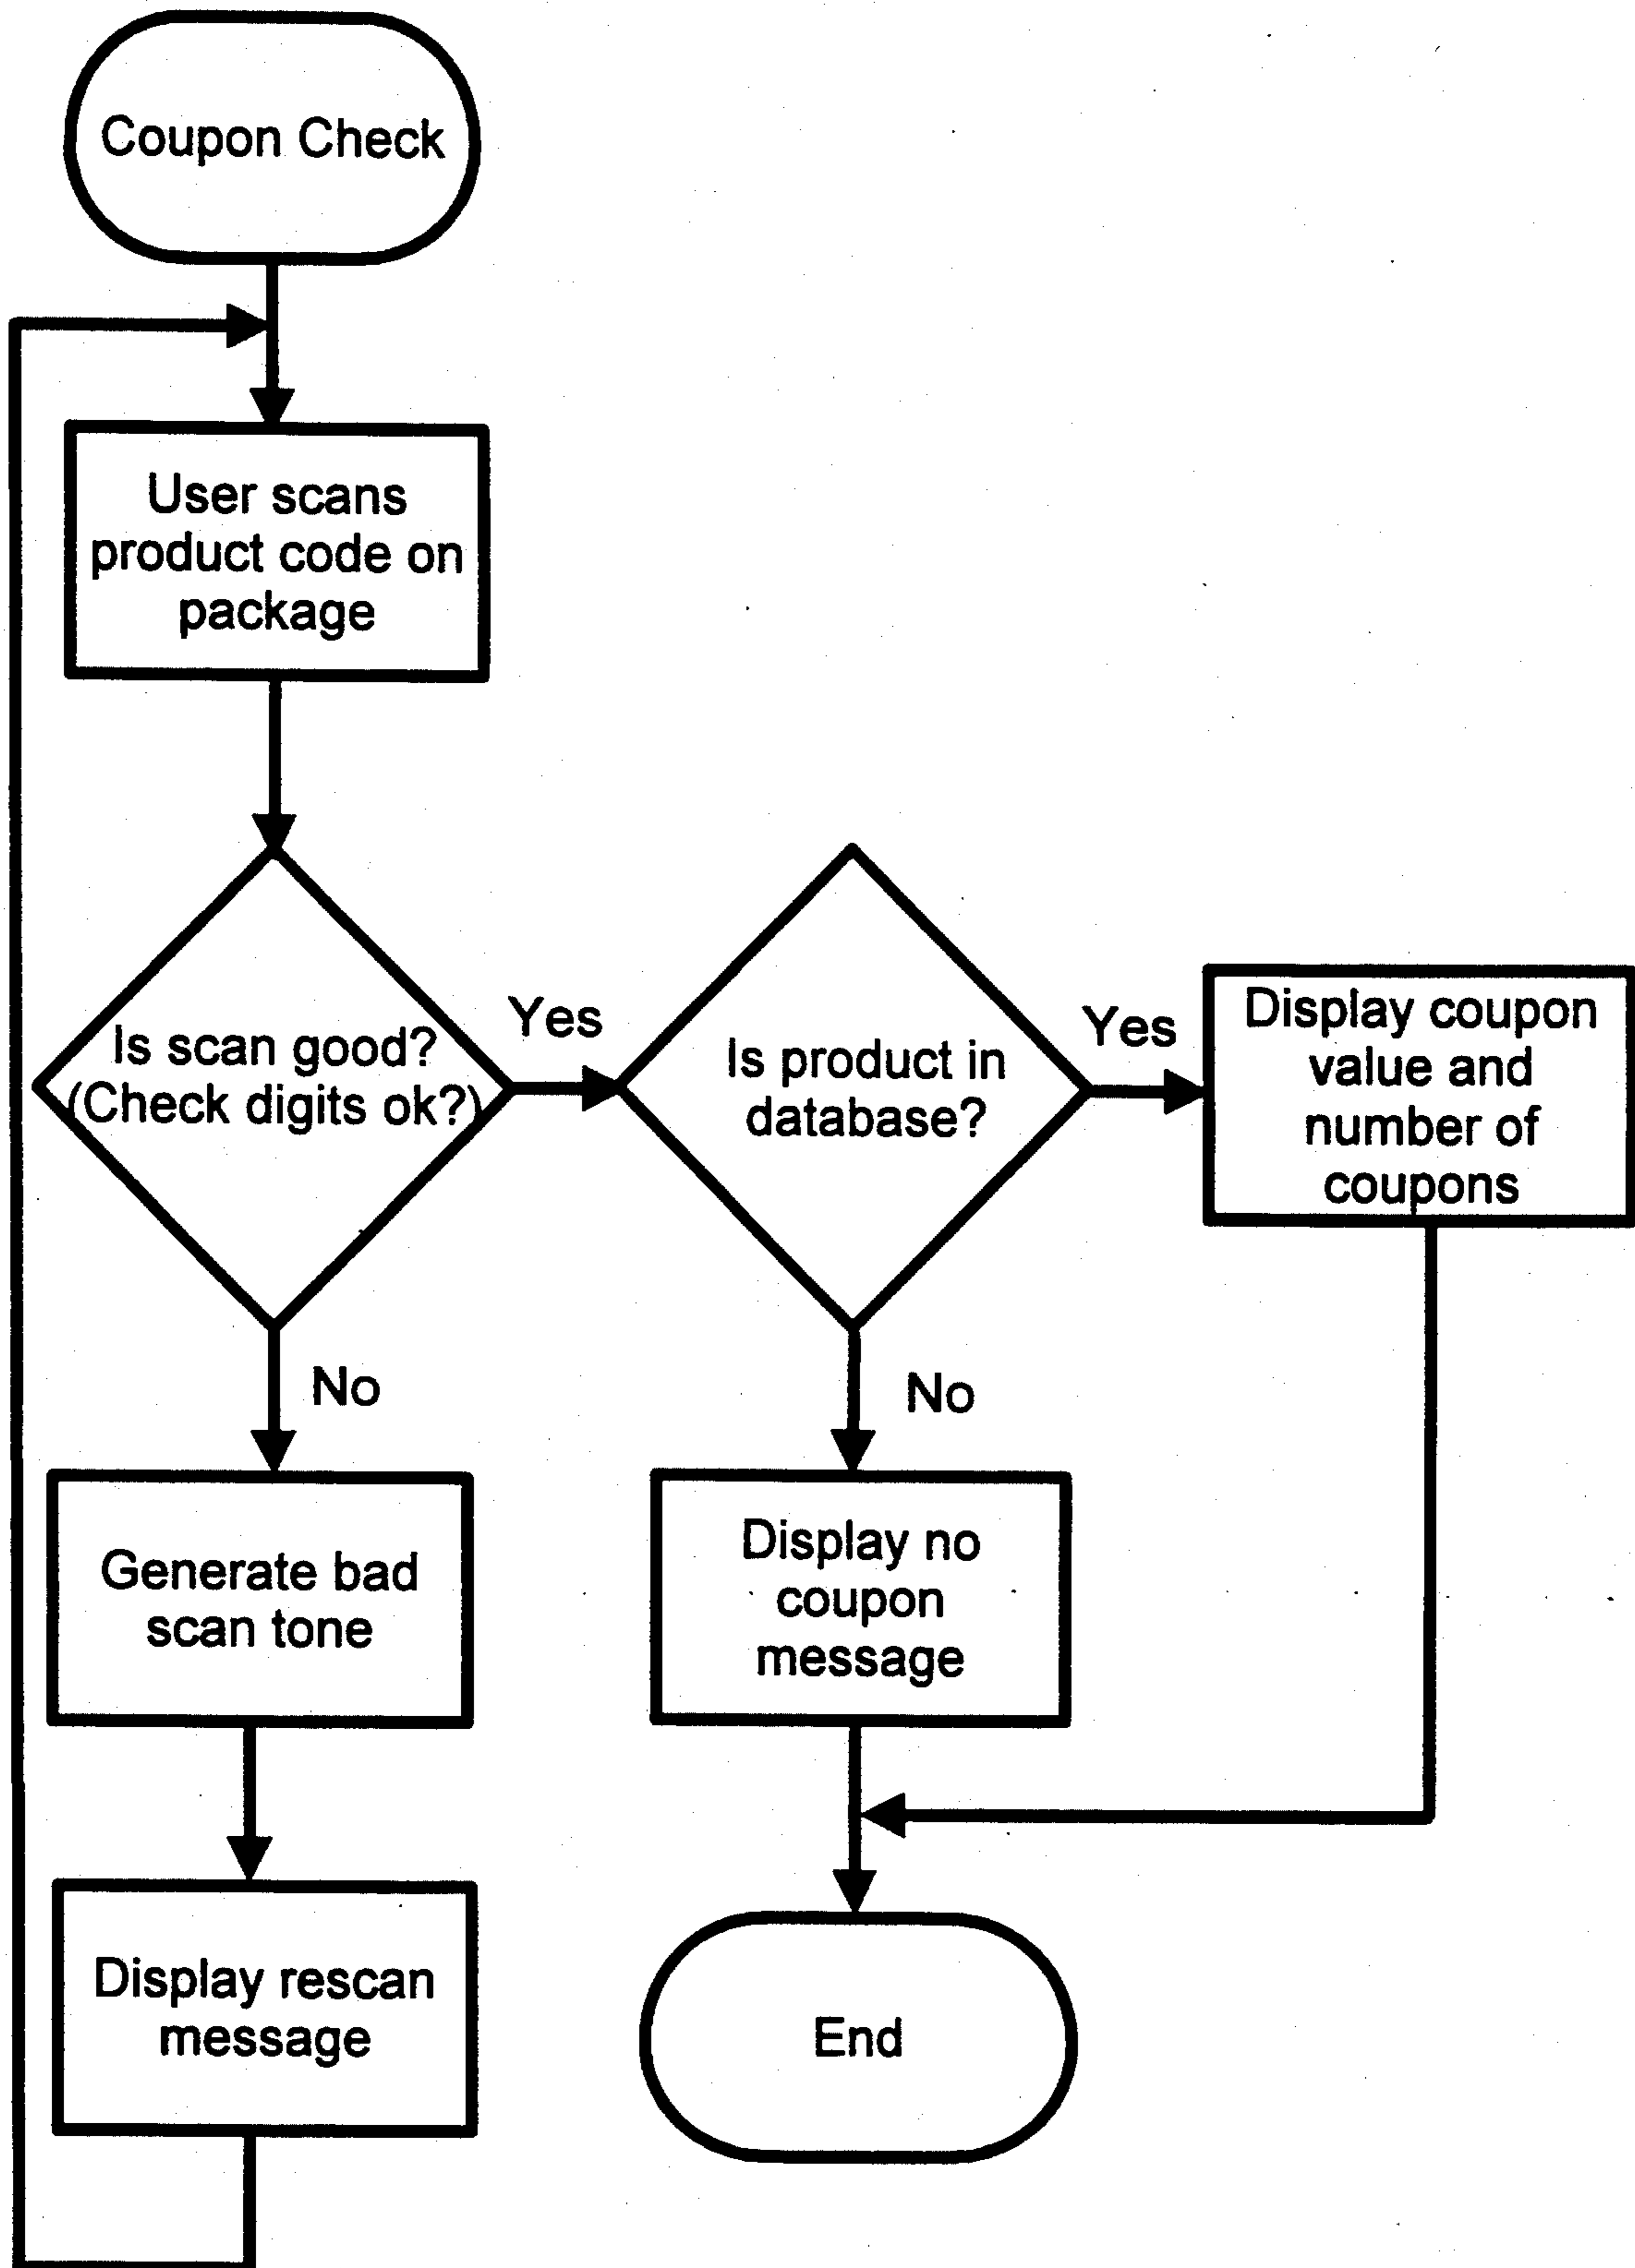 Coupon Check
User scans
product code on
package
Is scan good?
(Check digits ok?)
Yes
Is product in
database?
Yes
Display coupon
value and
number of
coupons
No
No
Generate bad
scan tone
Display no
coupon
message
Display rescan
message
End